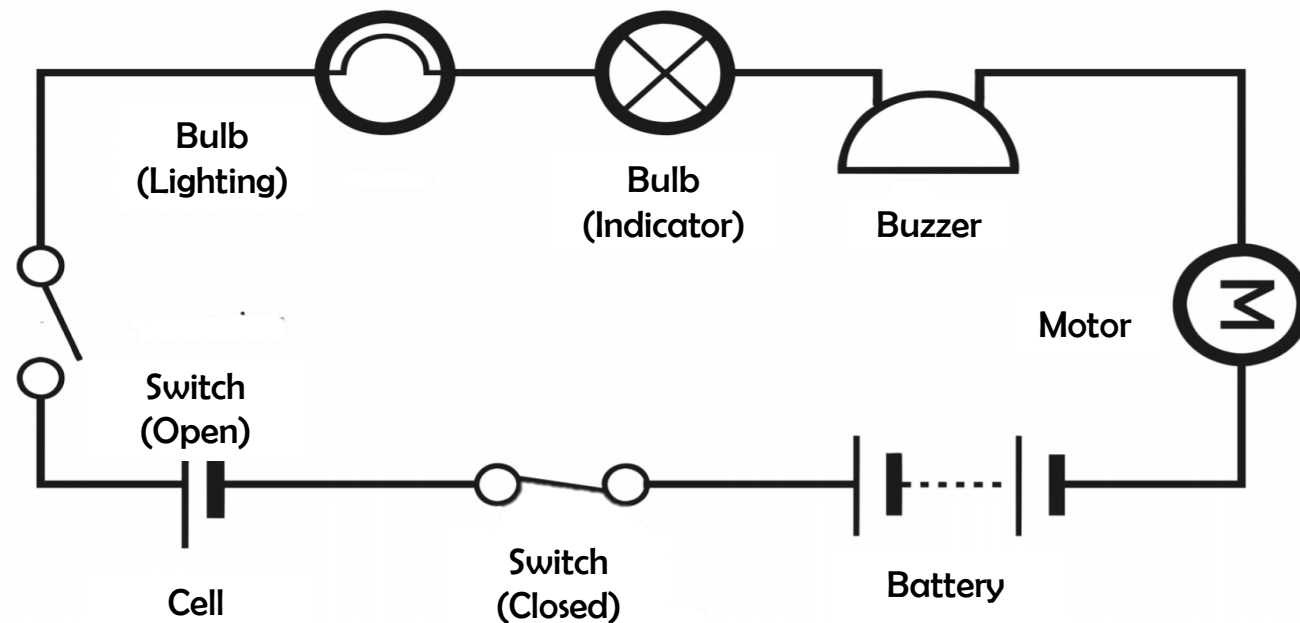 Bulb
(Lighting)
Bulb
(Indicator)
Buzzer
M
Motor
Switch
(Open)
Cell
Switch
(Closed)
Battery